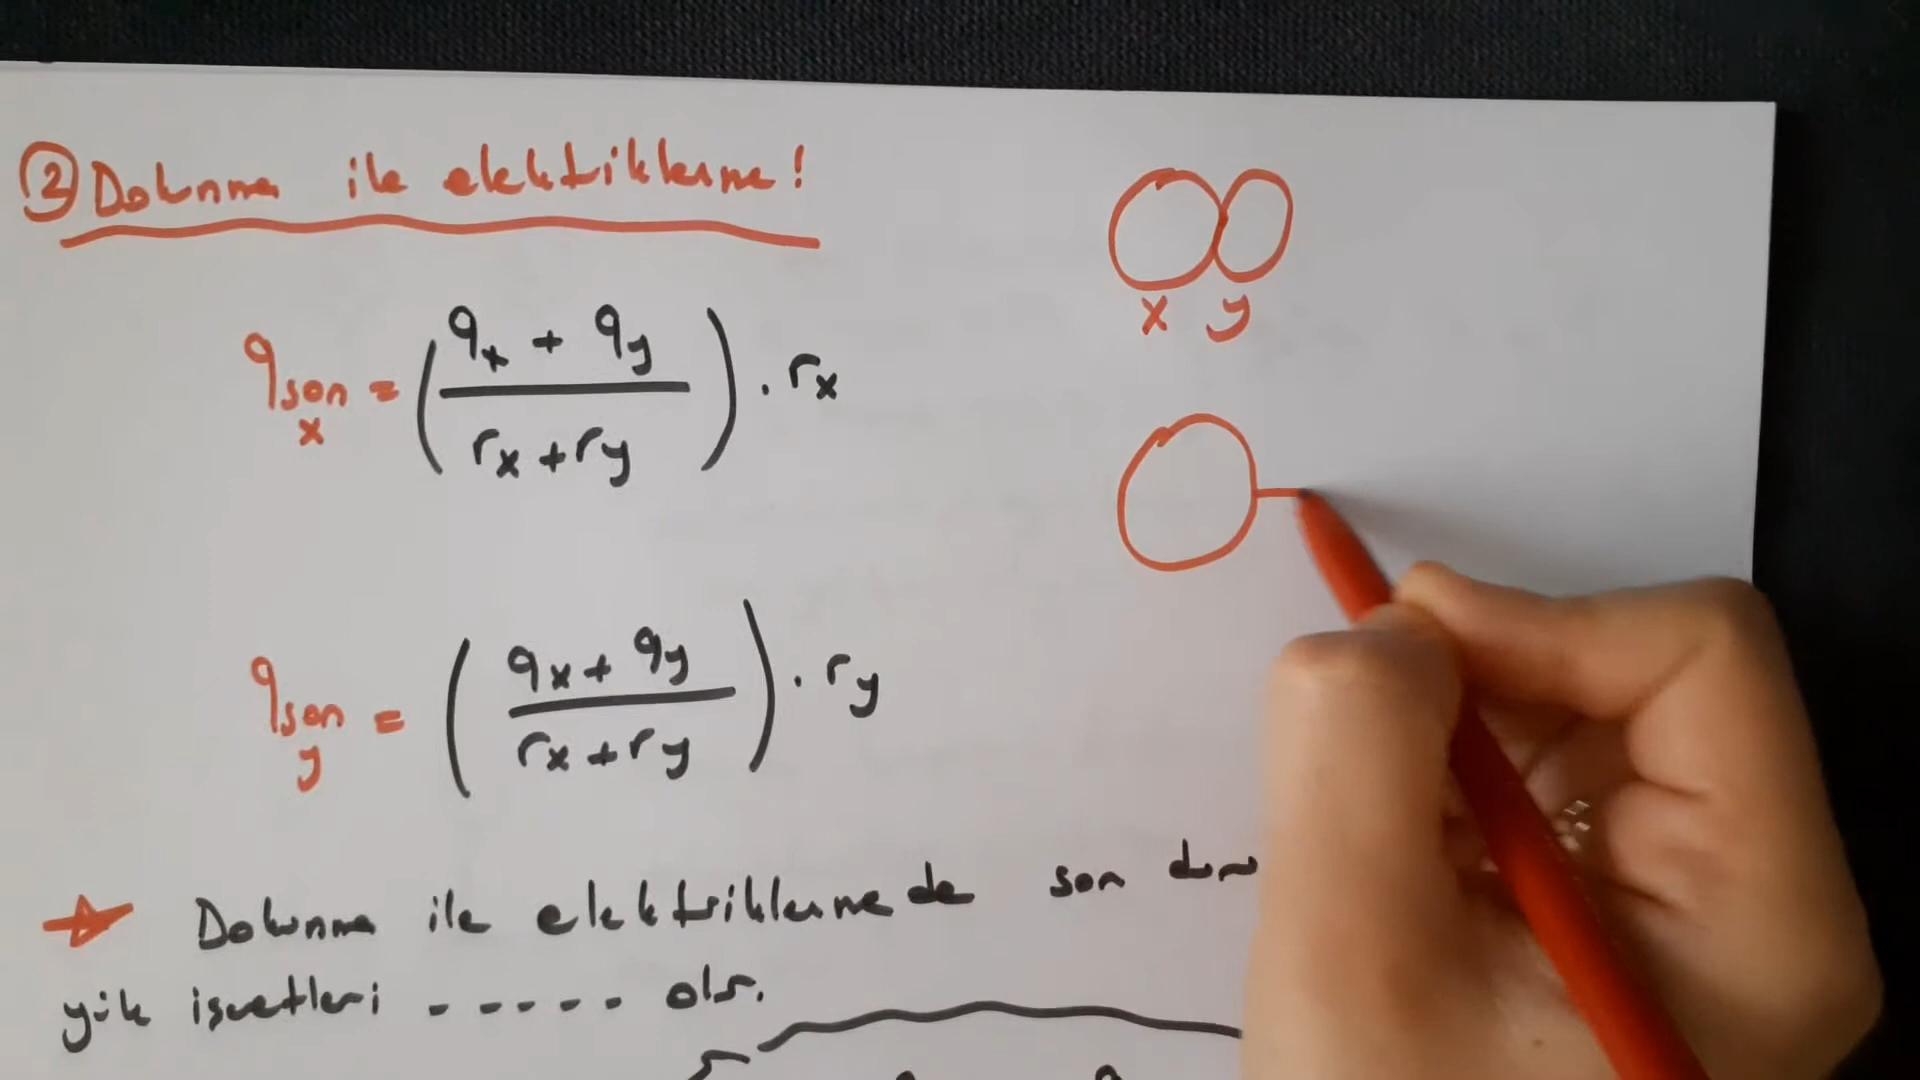 2 Dokunma ile elektriklenme!
x y
q son x = ( qx + qy / rx + ry ) . rx
q son y = ( qx + qy / rx + ry ) . ry
Dokunma ile elektriklenmede son
yük işaretleri ----- olur.